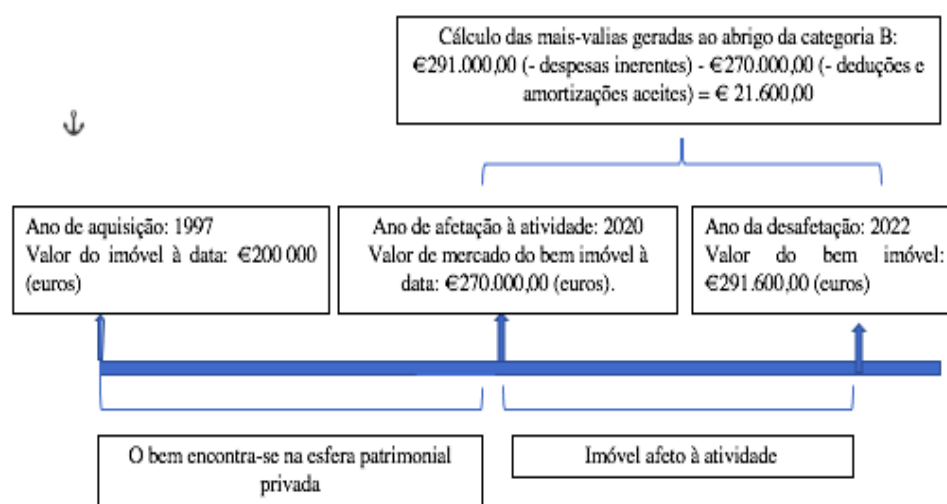 Cálculo das mais-valias geradas ao abrigo da categoria B:
€291.000,00 (- despesas inerentes) - €270.000,00 (- deduções e
amortizações aceites) = € 21.600,00
Ano de aquisição: 1997
Valor do imóvel à data: €200 000
(euros)
Ano de afetação à atividade: 2020
Valor de mercado do bem imóvel à
data: €270.000,00 (euros).
Ano da desafetação: 2022
Valor do bem imóvel:
€291.600,00 (euros)
O bem encontra-se na esfera patrimonial
privada
Imóvel afeto à atividade